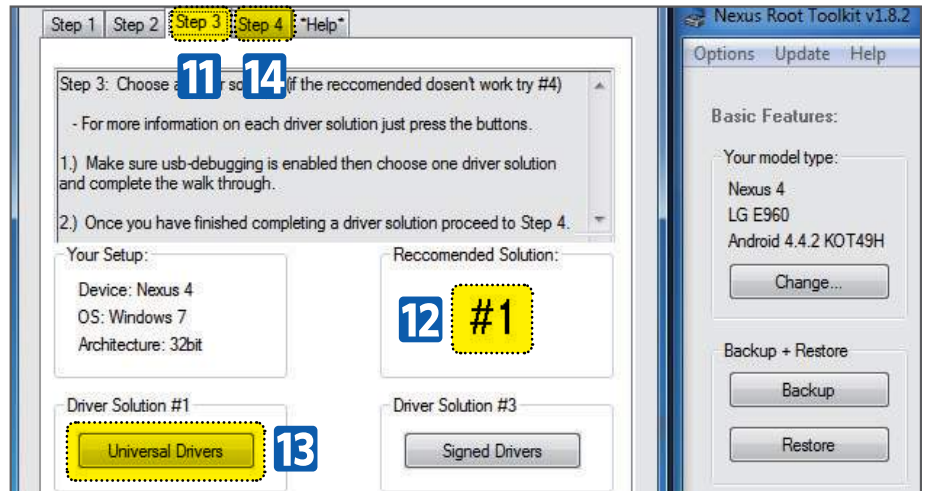 Step 1 Step 2 Step 3 Step 4 *Help*
11 14
Step 3: Choose a r so (if the reccomended dosen't work try #4)
- For more information on each driver solution just press the buttons.
1.) Make sure usb-debugging is enabled then choose one driver solution
and complete the walk through.
2.) Once you have finished completing a driver solution proceed to Step 4.
Your Setup:
Device: Nexus 4
OS: Windows 7
Architecture: 32bit
Reccomended Solution:
12 #1
Driver Solution #1
Universal Drivers 13
Driver Solution #3
Signed Drivers
Nexus Root Toolkit v1.8.2
Options Update Help
Basic Features:
Your model type:
Nexus 4
LG E960
Android 4.4.2 KOT49H
Change...
Backup + Restore
Backup
Restore